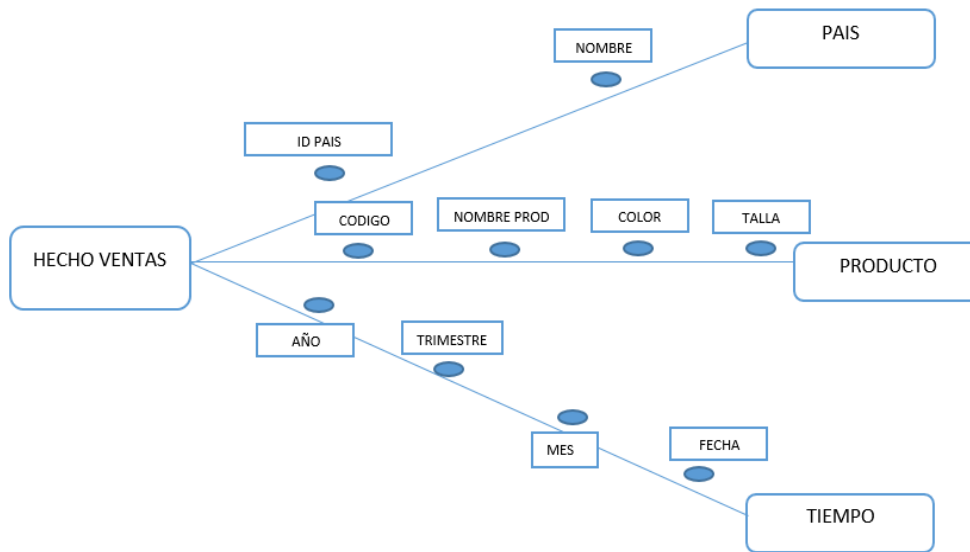 PAIS
NOMBRE
ID PAIS
CODIGO
NOMBRE PROD
COLOR
TALLA
HECHO VENTAS
PRODUCTO
AÑO
TRIMESTRE
MES
FECHA
TIEMPO